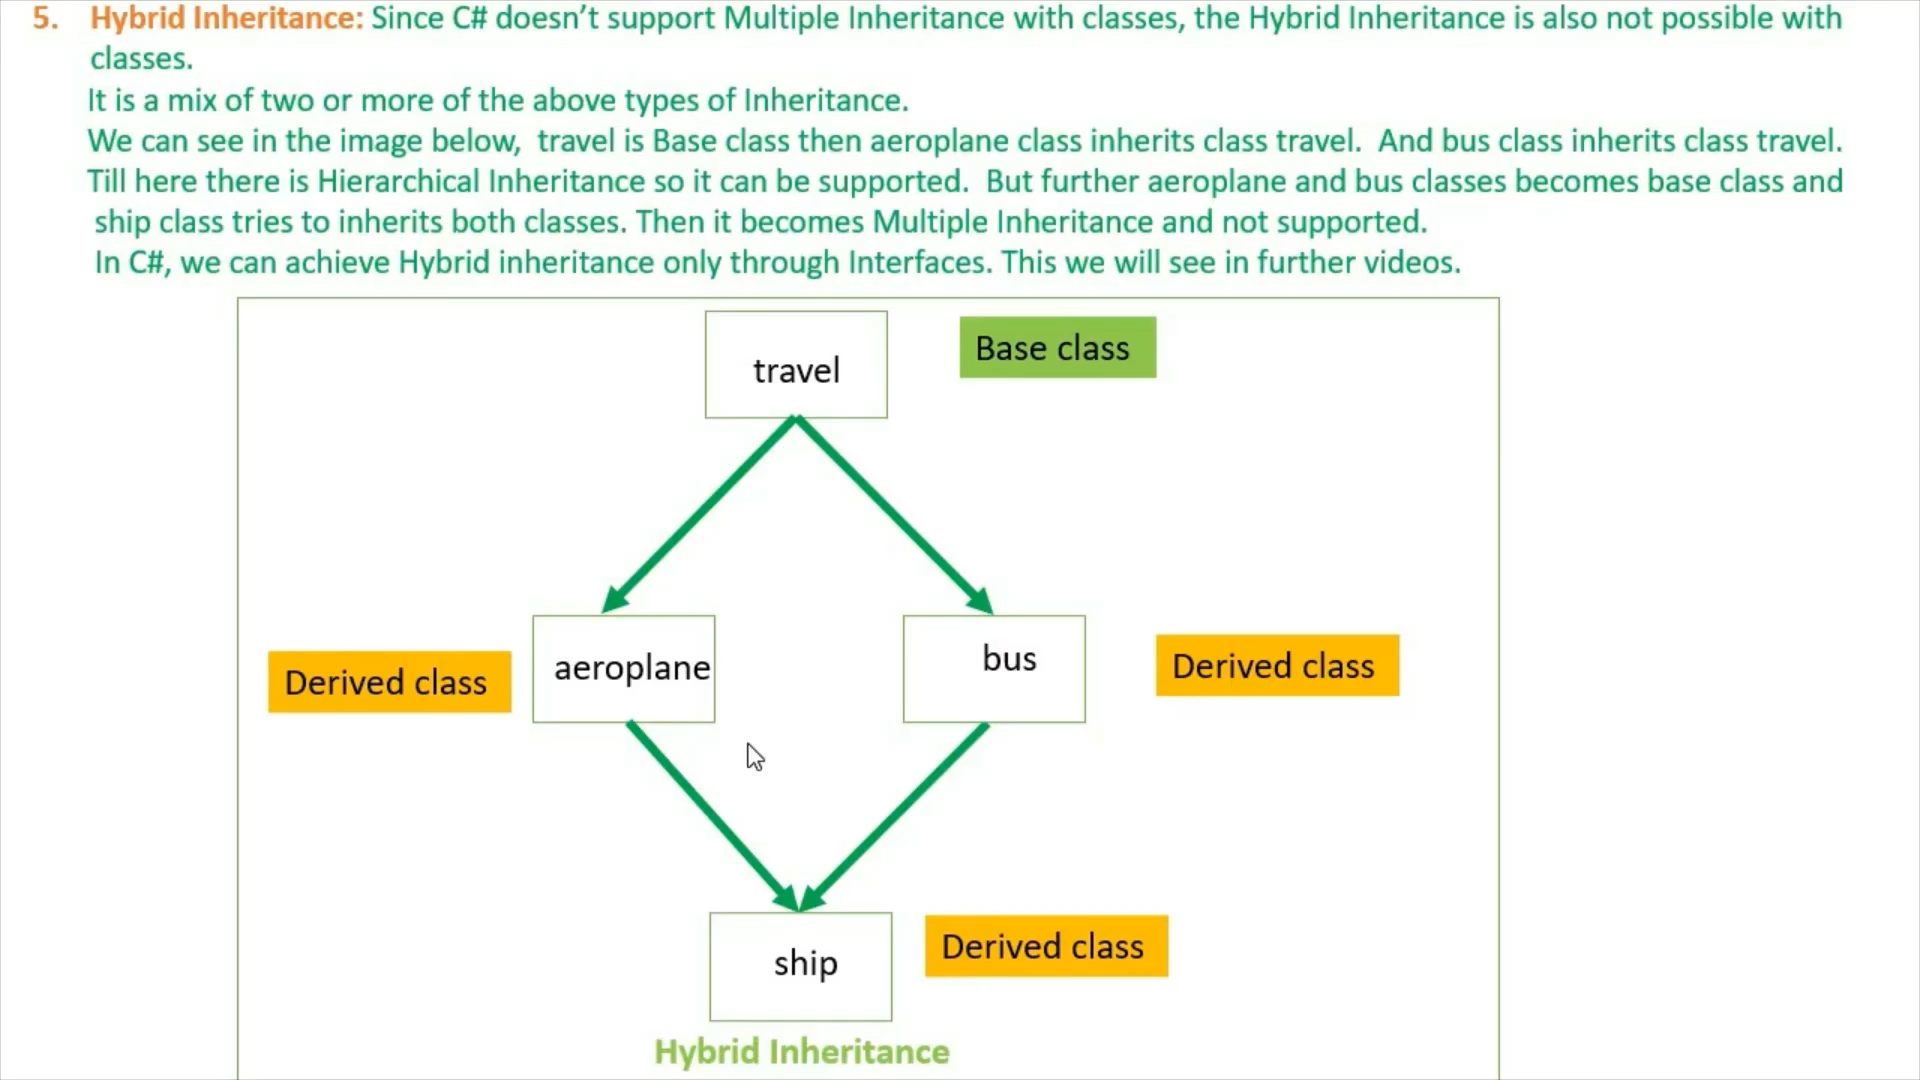 5. Hybrid Inheritance: Since C# doesn’t support Multiple Inheritance with classes, the Hybrid Inheritance is also not possible with
classes.
It is a mix of two or more of the above types of Inheritance.
We can see in the image below, travel is Base class then aeroplane class inherits class travel. And bus class inherits class travel.
Till here there is Hierarchical Inheritance so it can be supported. But further aeroplane and bus classes becomes base class and
ship class tries to inherits both classes. Then it becomes Multiple Inheritance and not supported.
In C#, we can achieve Hybrid inheritance only through Interfaces. This we will see in further videos.
travel
Base class
Derived class
aeroplane
bus
Derived class
ship
Derived class
Hybrid Inheritance